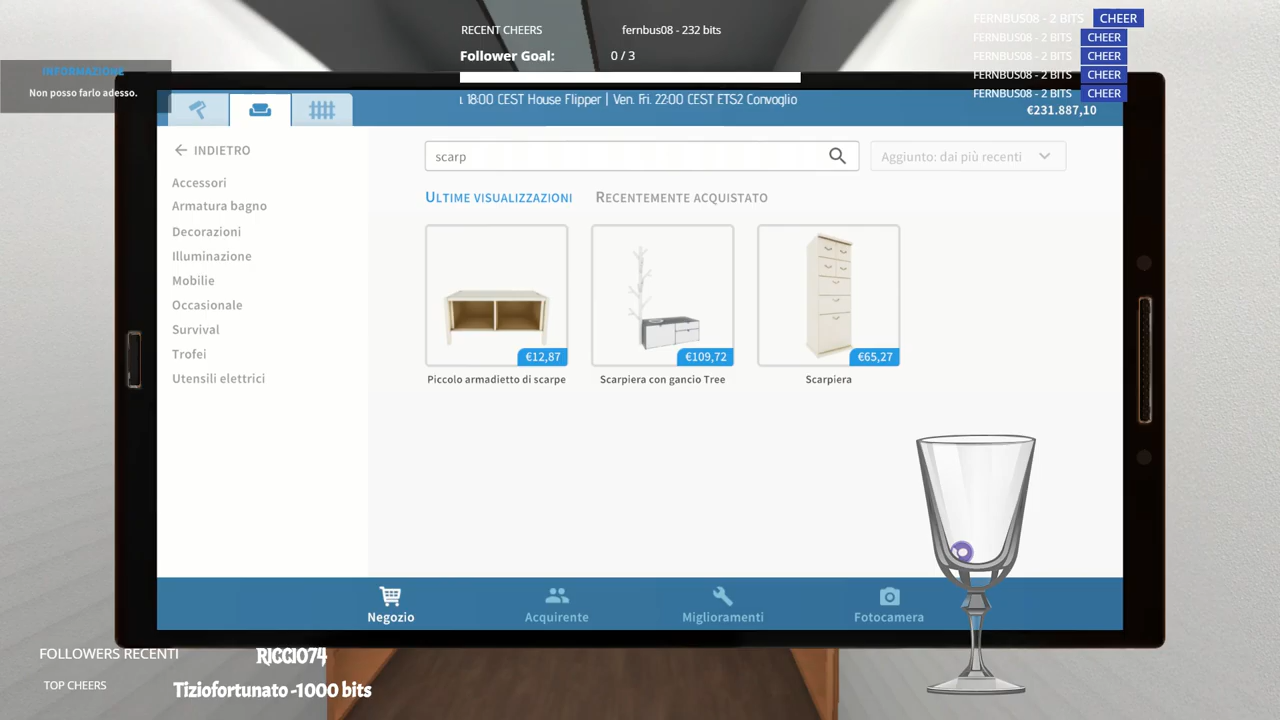 RECENT CHEERS
fernbus08 - 232 bits
Follower Goal:
0 / 3
FERNBUS08 - 2 BITS CHEER
FERNBUS08 - 2 BITS CHEER
FERNBUS08 - 2 BITS CHEER
FERNBUS08 - 2 BITS CHEER
FERNBUS08 - 2 BITS CHEER
INFORMAZIONE
Non posso farlo adesso.
18:00 CEST House Flipper | Ven. Fri. 22:00 CEST ETS2 Convoglio
€231.887,10
INDIETRO
scarp
Aggiunto: dai più recenti
Accessori
Armatura bagno
Decorazioni
Illuminazione
Mobilie
Occasionale
Survival
Trofei
Utensili elettrici
ULTIME VISUALIZZAZIONI
RECENTEMENTE ACQUISTATO
€12,87
€109,72
€65,27
Piccolo armadietto di scarpe
Scarpiera con gancio Tree
Scarpiera
Negozio
Acquirente
Miglioramenti
Fotocamera
FOLLOWERS RECENTI
RICCIO74
TOP CHEERS
Tiziofortunato -1000 bits